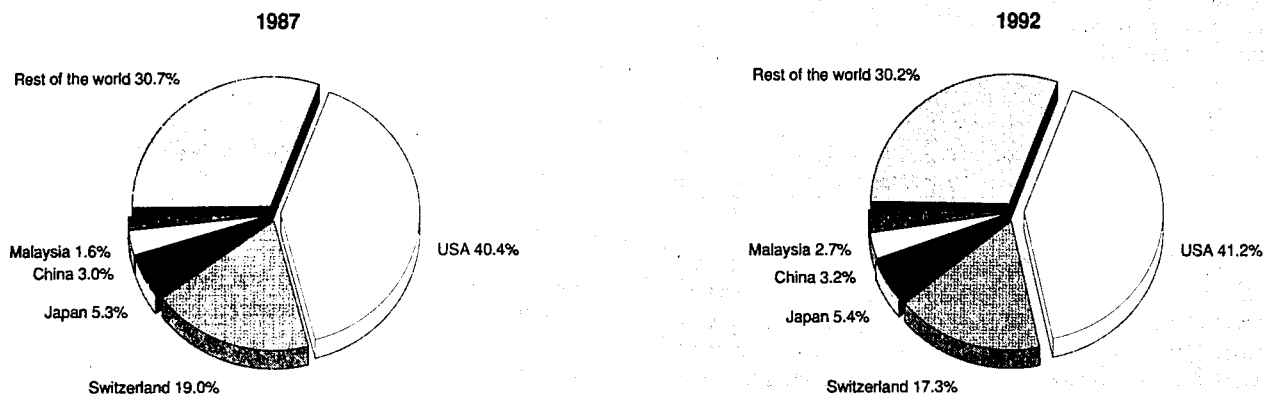 1987
Rest of the world 30.7%
USA 40.4%
Malaysia 1.6%
China 3.0%
Japan 5.3%
Switzerland 19.0%
1992
Rest of the world 30.2%
USA 41.2%
Malaysia 2.7%
China 3.2%
Japan 5.4%
Switzerland 17.3%